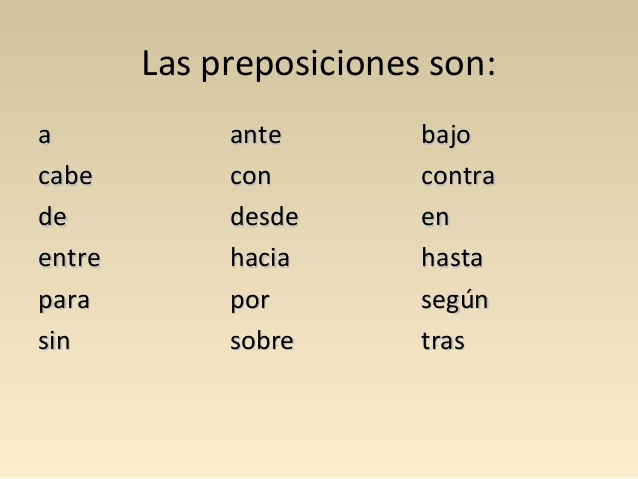 Las preposiciones son:
a ante bajo
cabe con contra
de desde en
entre hacia hasta
para por según
sin sobre tras